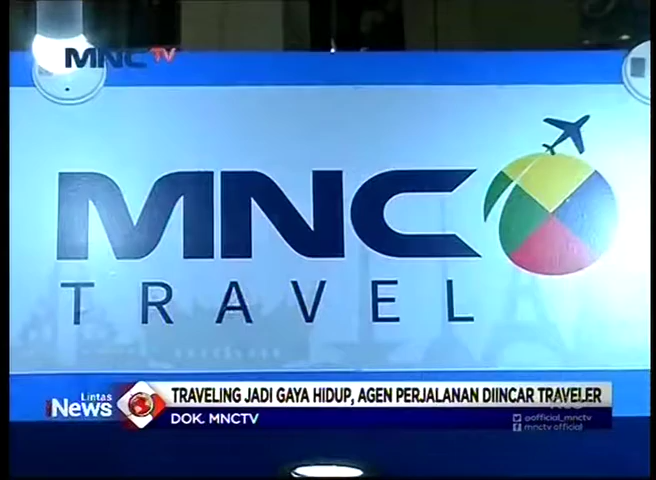 MNCTV
MNC
TRAVEL
Lintas
iNews
TRAVELING JADI GAYA HIDUP, AGEN PERJALANAN DIINCAR TRAVELER
DOK. MNCTV
@official_mnctv
mnctv official